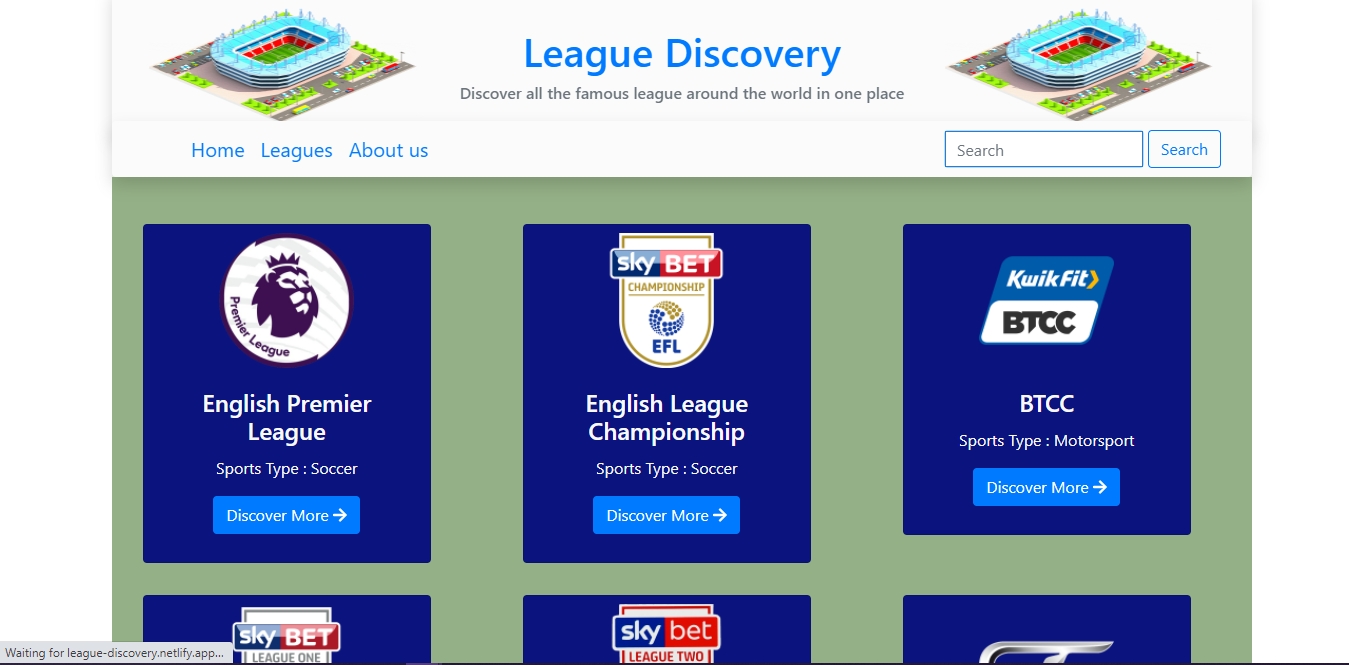 League Discovery
Discover all the famous league around the world in one place
Home Leagues About us Search Search
Premier League
English Premier
League
Sports Type : Soccer
Discover More
sky BET
CHAMPIONSHIP
EFL
English League
Championship
Sports Type : Soccer
Discover More
KwikFit
BTCC
BTCC
Sports Type : Motorsport
Discover More
sky BET
LEAGUE ONE
sky bet
LEAGUE TWO
Waiting for league-discovery.netlify.app...